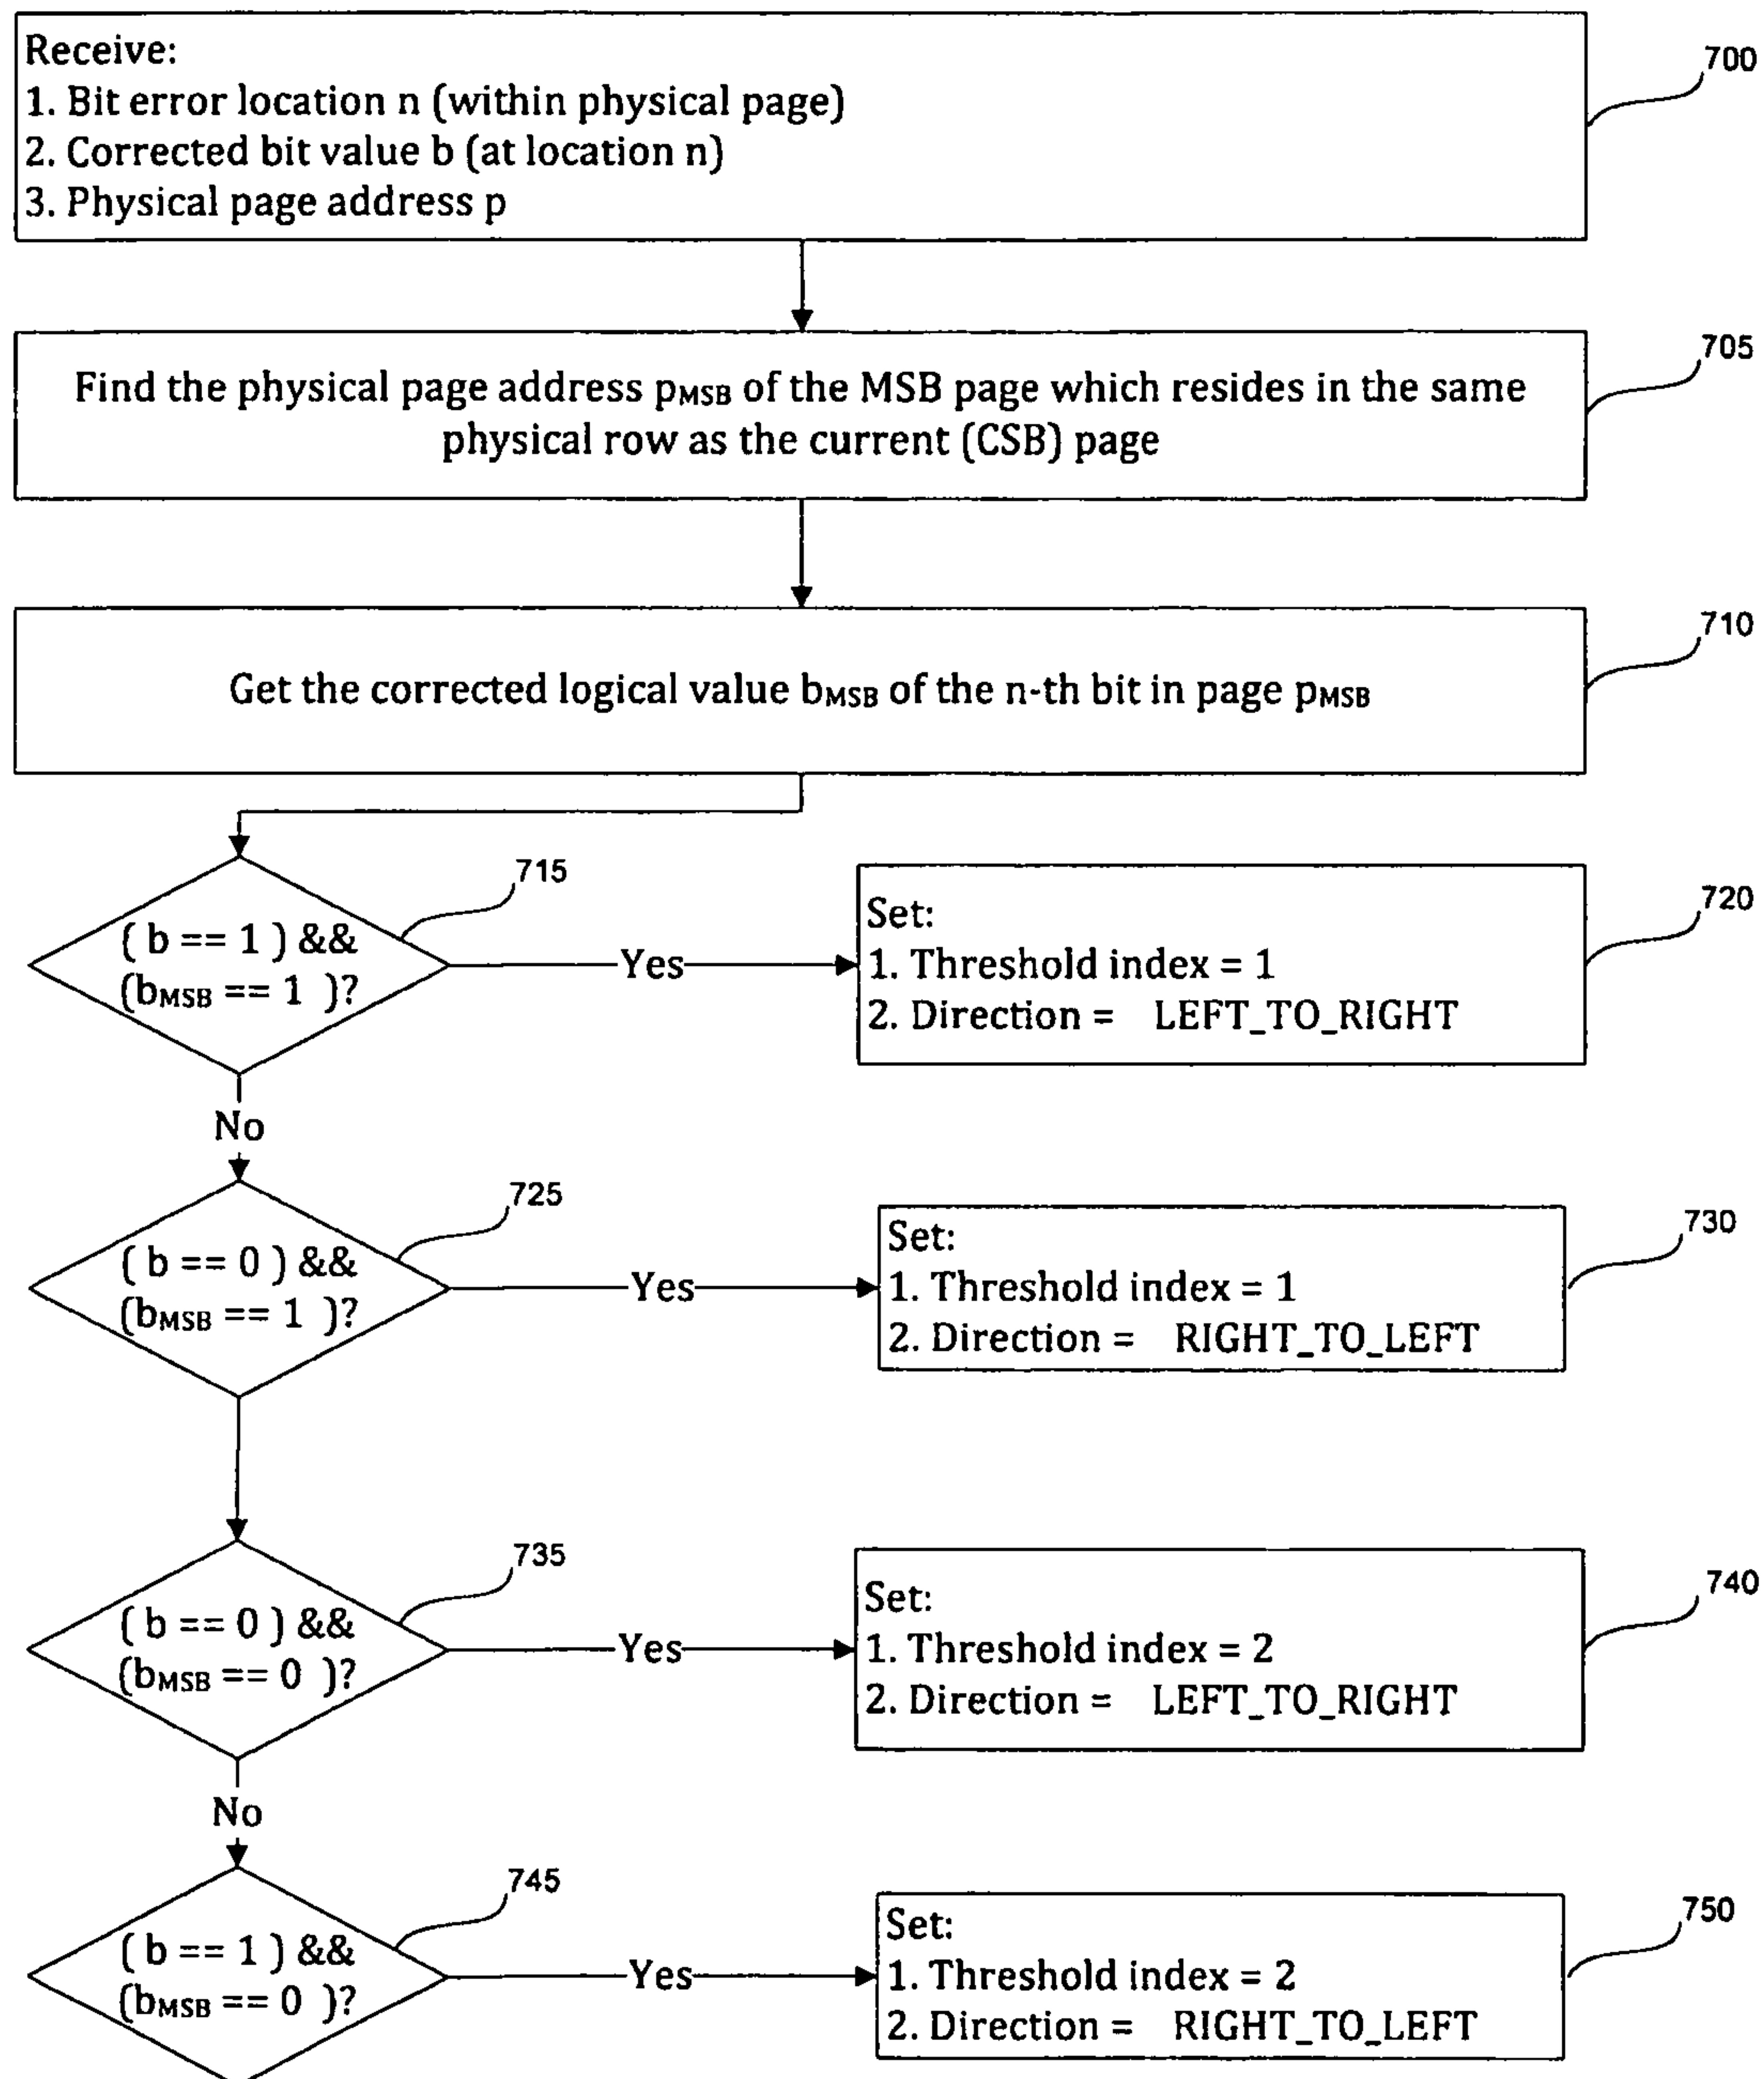 Receive:
700
1. Bit error location n (within physical page)
2. Corrected bit value b (at location n)
3. Physical page address p
705
Find the physical page address pMSB of the MSB page which resides in the same
physical row as the current (CSB) page
710
Get the corrected logical value bMSB of the n-th bit in page pMSB
715
( b == 1 ) &&
(bMSB == 1 )?
Yes
Set:
1. Threshold index = 1
2. Direction = LEFT_TO_RIGHT
720
No
725
( b == 0 ) &&
(bMSB == 1 )?
Yes
Set:
1. Threshold index = 1
2. Direction = RIGHT_TO_LEFT
730
735
( b == 0 ) &&
(bMSB == 0 )?
Yes
Set:
1. Threshold index = 2
2. Direction = LEFT_TO_RIGHT
740
No
745
( b == 1 ) &&
(bMSB == 0 )?
Yes
Set:
1. Threshold index = 2
2. Direction = RIGHT_TO_LEFT
750